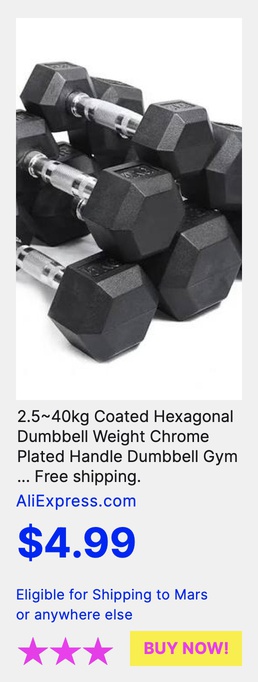 2.5~40kg Coated Hexagonal
Dumbbell Weight Chrome
Plated Handle Dumbbell Gym
... Free shipping.
AliExpress.com
$4.99
Eligible for Shipping to Mars
or anywhere else
BUY NOW!